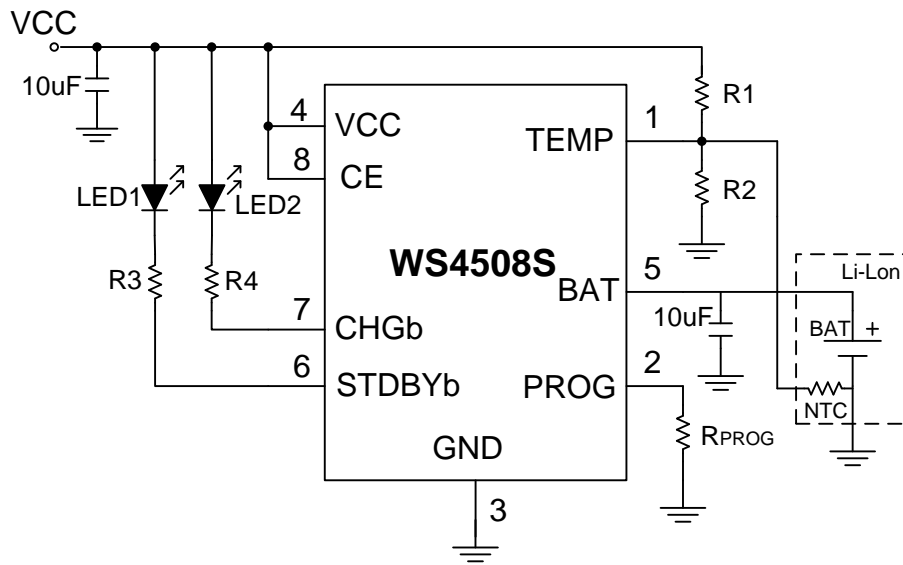 VCC
10uF
R1
4
VCC
1
TEMP
8
CE
R2
LED1
LED2
WS4508S
5
BAT
Li-Lon
R3
R4
7
CHGb
10uF
BAT
+
6
STDBYb
2
PROG
NTC
RPROG
GND
3